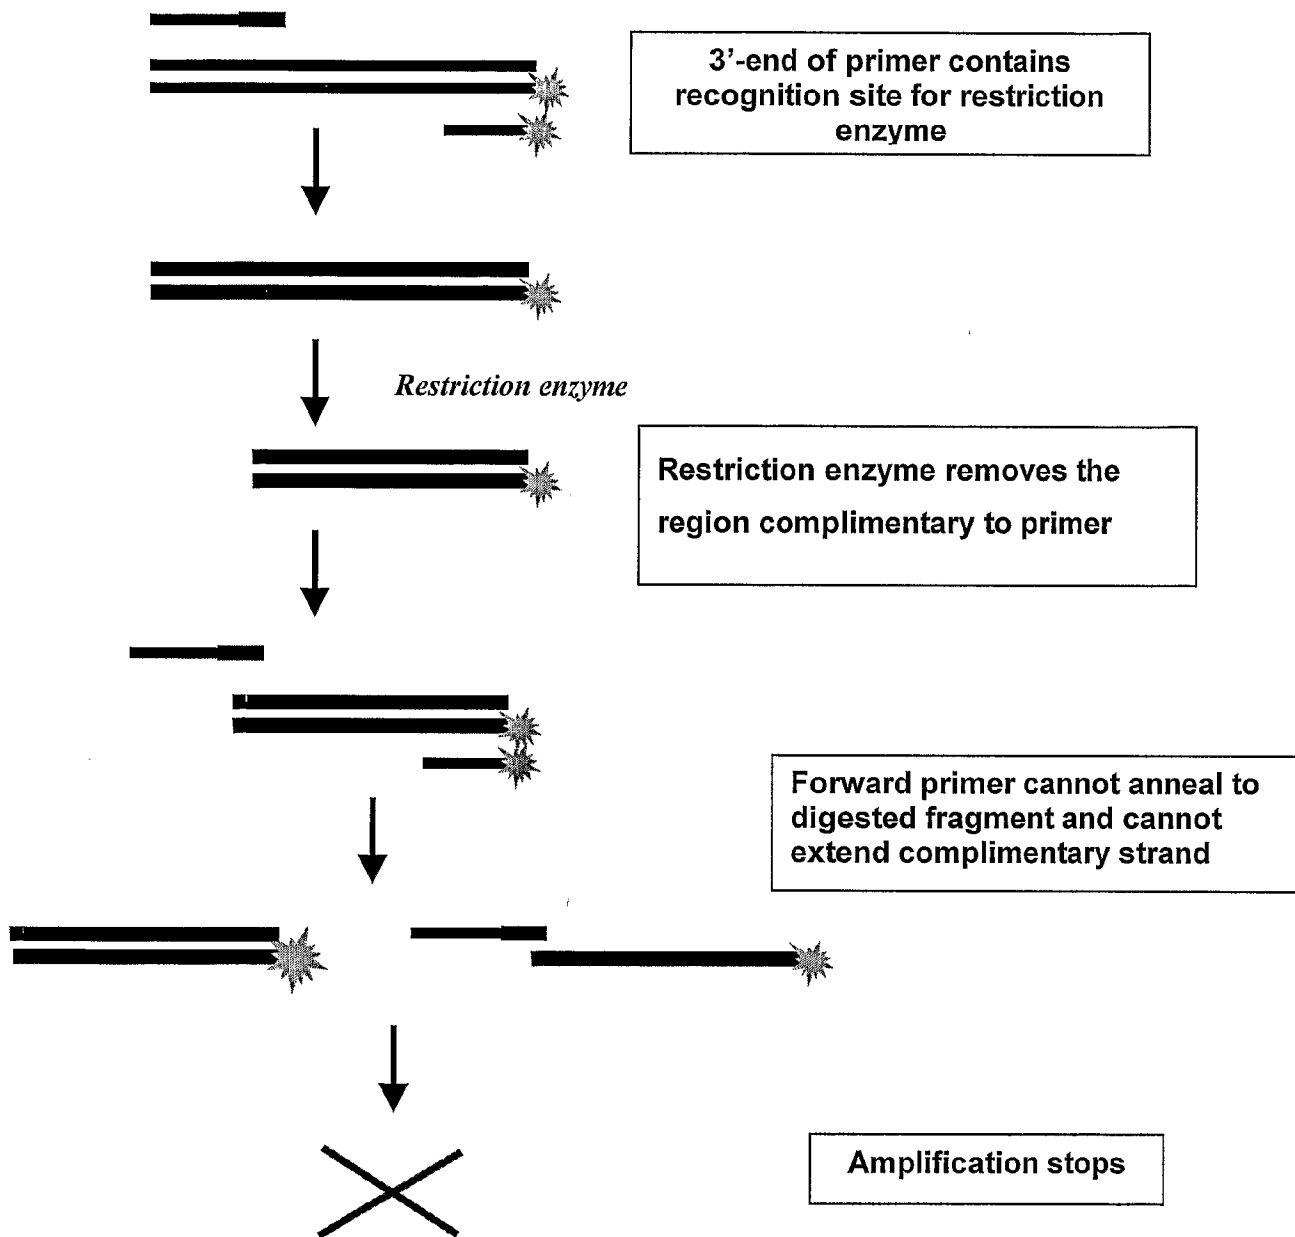 3'-end of primer contains
recognition site for restriction
enzyme
Restriction enzyme
Restriction enzyme removes the
region complimentary to primer
Forward primer cannot anneal to
digested fragment and cannot
extend complimentary strand
Amplification stops